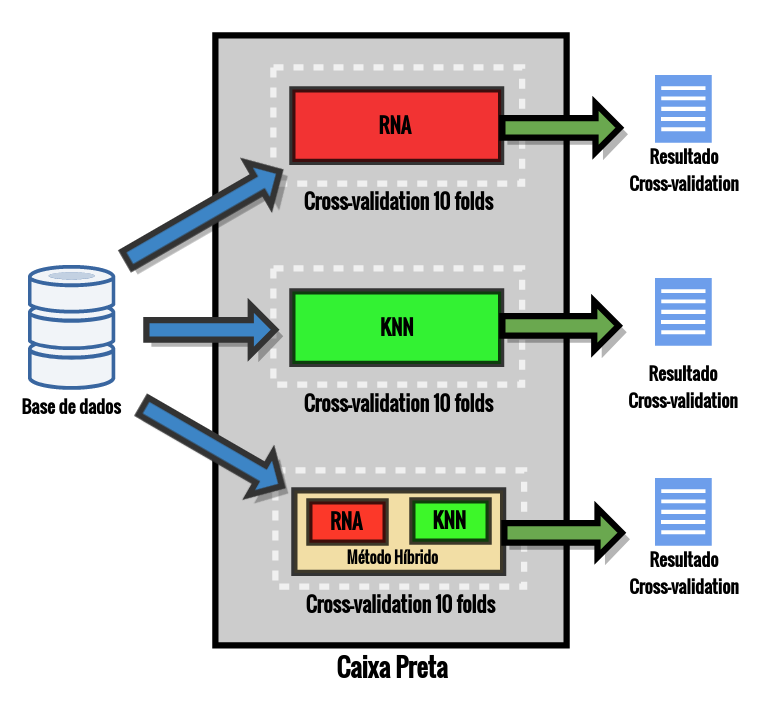 RNA
Cross-validation 10 folds
Resultado
Cross-validation
Base de dados
KNN
Cross-validation 10 folds
Resultado
Cross-validation
RNA
KNN
Método Híbrido
Cross-validation 10 folds
Resultado
Cross-validation
Caixa Preta